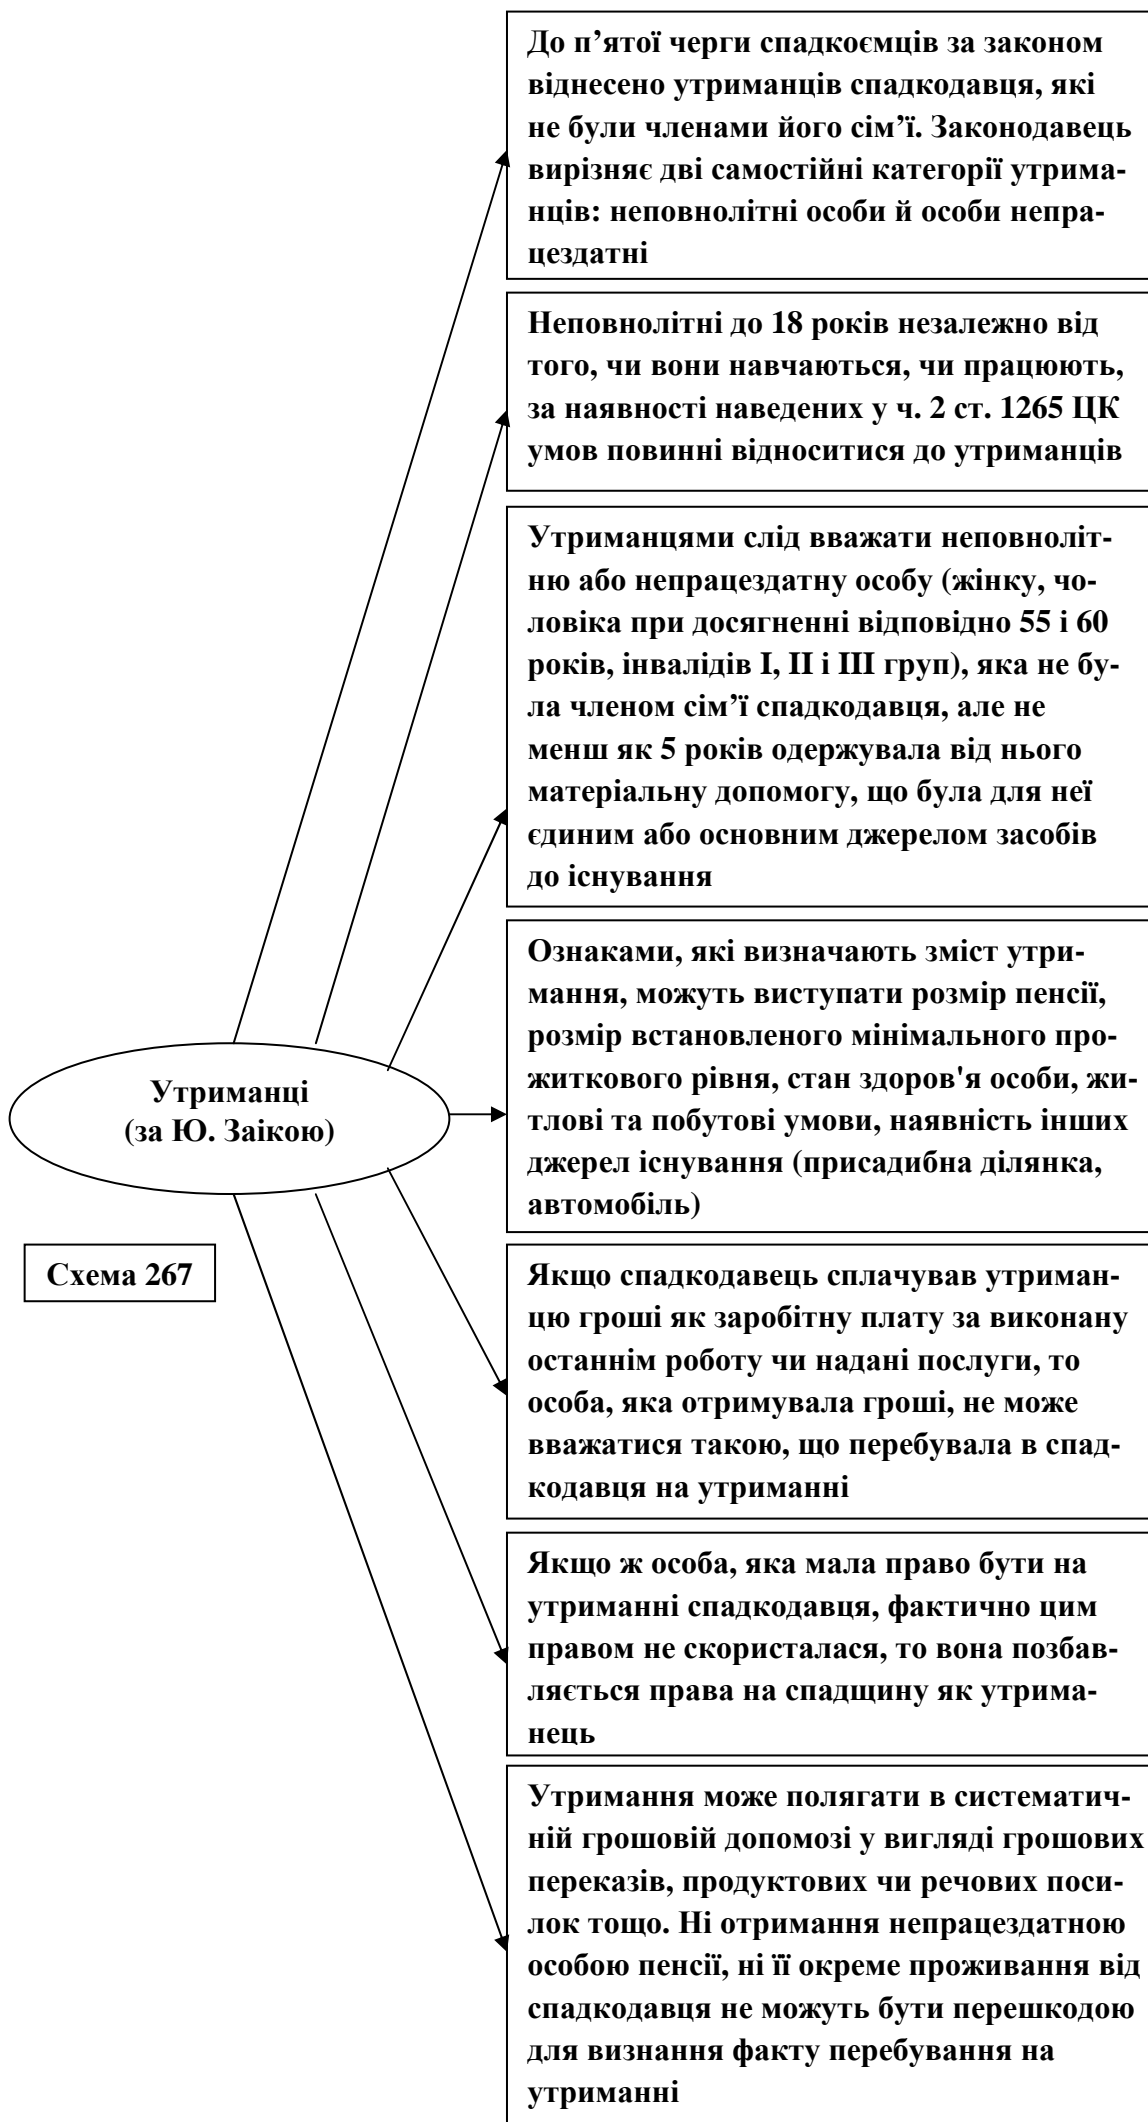 До п’ятої черги спадкоємців за законом
віднесено утриманців спадкодавця, які
не були членами його сім’ї. Законодавець
вирізняє дві самостійні категорії утрима-
нців: неповнолітні особи й особи непра-
цездатні
Неповнолітні до 18 років незалежно від
того, чи вони навчаються, чи працюють,
за наявності наведених у ч. 2 ст. 1265 ЦК
умов повинні відноситися до утриманців
Утриманцями слід вважати неповноліт-
ню або непрацездатну особу (жінку, чо-
ловіка при досягненні відповідно 55 і 60
років, інвалідів І, ІІ і ІІІ груп), яка не бу-
ла членом сім’ї спадкодавця, але не
менш як 5 років одержувала від нього
матеріальну допомогу, що була для неї
єдиним або основним джерелом засобів
до існування
Ознаками, які визначають зміст утри-
мання, можуть виступати розмір пенсії,
розмір встановленого мінімального про-
житкового рівня, стан здоров'я особи, жи-
тлові та побутові умови, наявність інших
джерел існування (присадибна ділянка,
автомобіль)
Утриманці
(за Ю. Заікою)
Схема 267
Якщо спадкодавець сплачував утриман-
цю гроші як заробітну плату за виконану
останнім роботу чи надані послуги, то
особа, яка отримувала гроші, не може
вважатися такою, що перебувала в спад-
кодавця на утриманні
Якщо ж особа, яка мала право бути на
утриманні спадкодавця, фактично цим
правом не скористалася, то вона позбав-
ляється права на спадщину як утрима-
нець
Утримання може полягати в систематич-
ній грошовій допомозі у вигляді грошових
переказів, продуктових чи речових поси-
лок тощо. Ні отримання непрацездатною
особою пенсії, ні її окреме проживання від
спадкодавця не можуть бути перешкодою
для визнання факту перебування на
утриманні